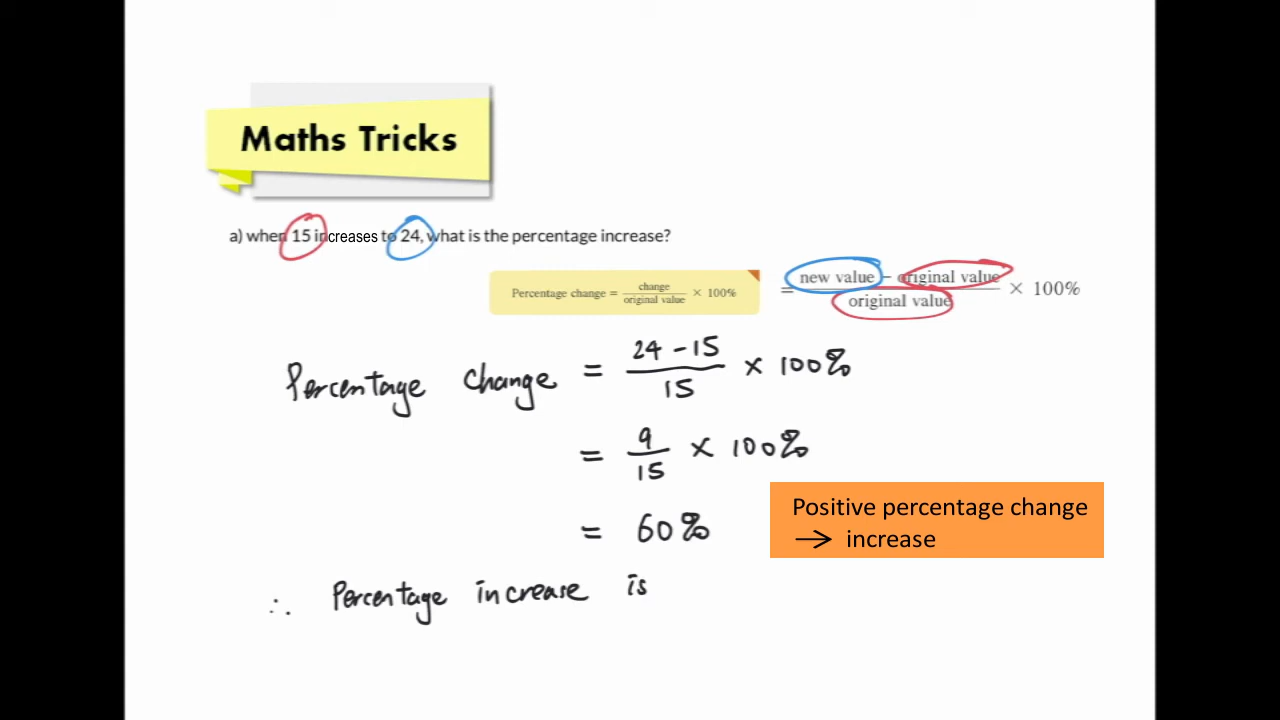 Maths Tricks
a) when 15 increases to 24, what is the percentage increase?
Percentage change = change / original value × 100% = new value − original value / original value × 100%
Percentage change = 24 - 15 / 15 × 100%
= 9 / 15 × 100%
= 60%
Positive percentage change
→ increase
∴ Percentage increase is